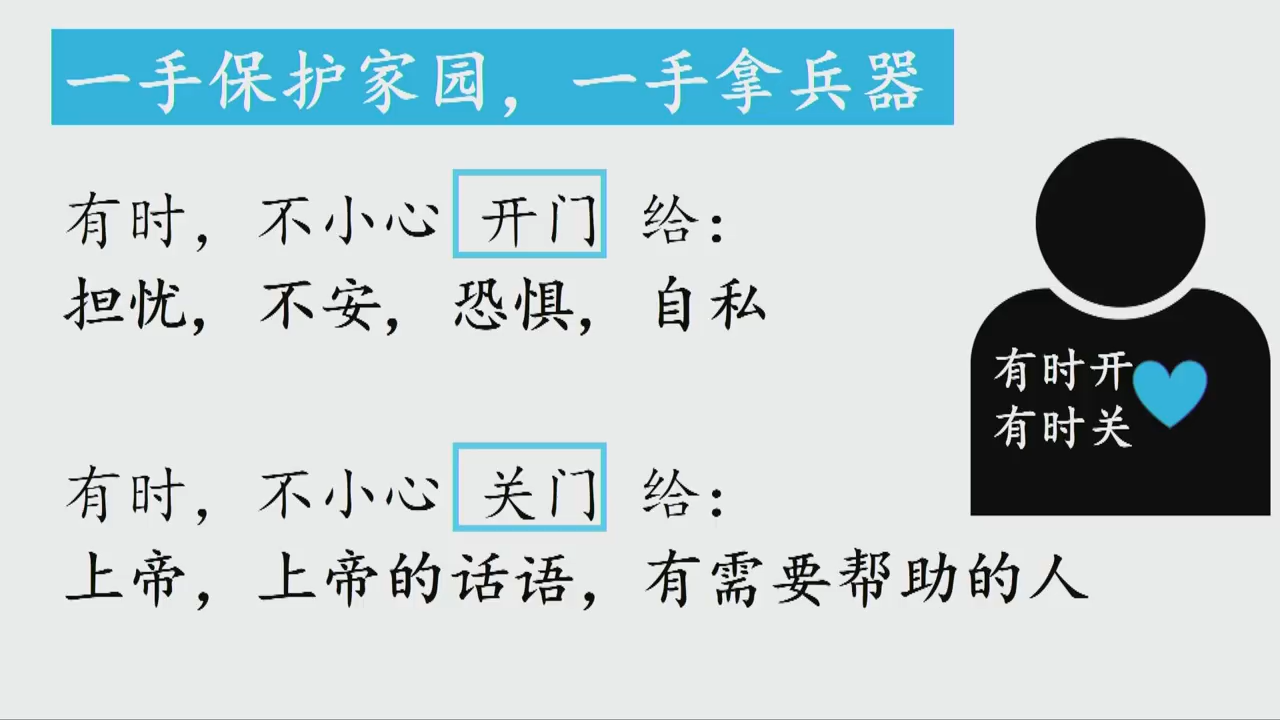 一手保护家园，一手拿兵器
有时，不小心 开门 给：
担忧，不安，恐惧，自私
有时开
有时关
有时，不小心 关门 给：
上帝，上帝的话语，有需要帮助的人